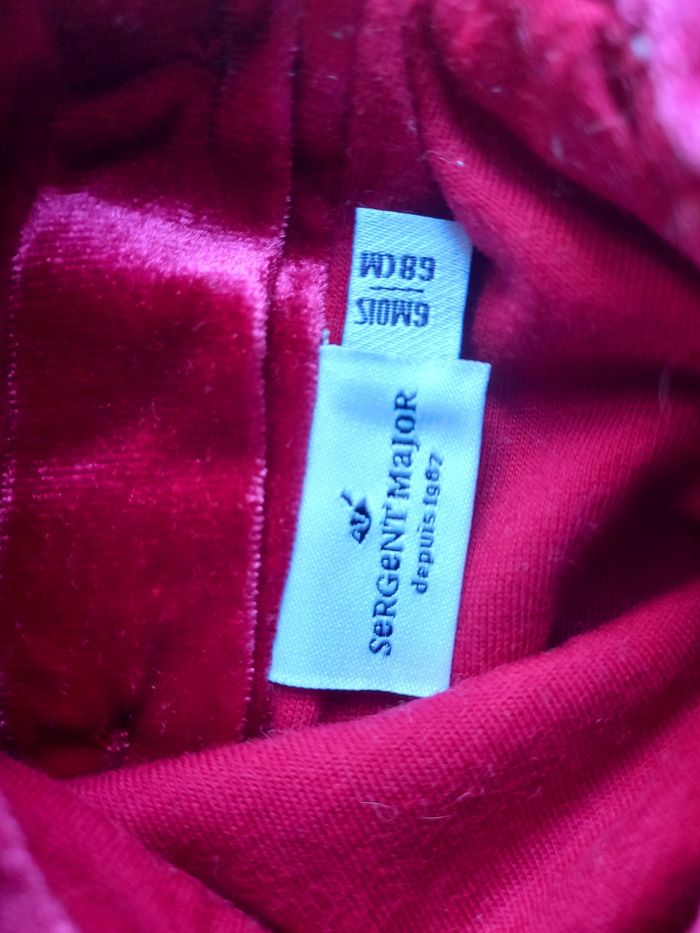 6MOIS
68CM
SeRGeNT MaJoR
depuis 1987